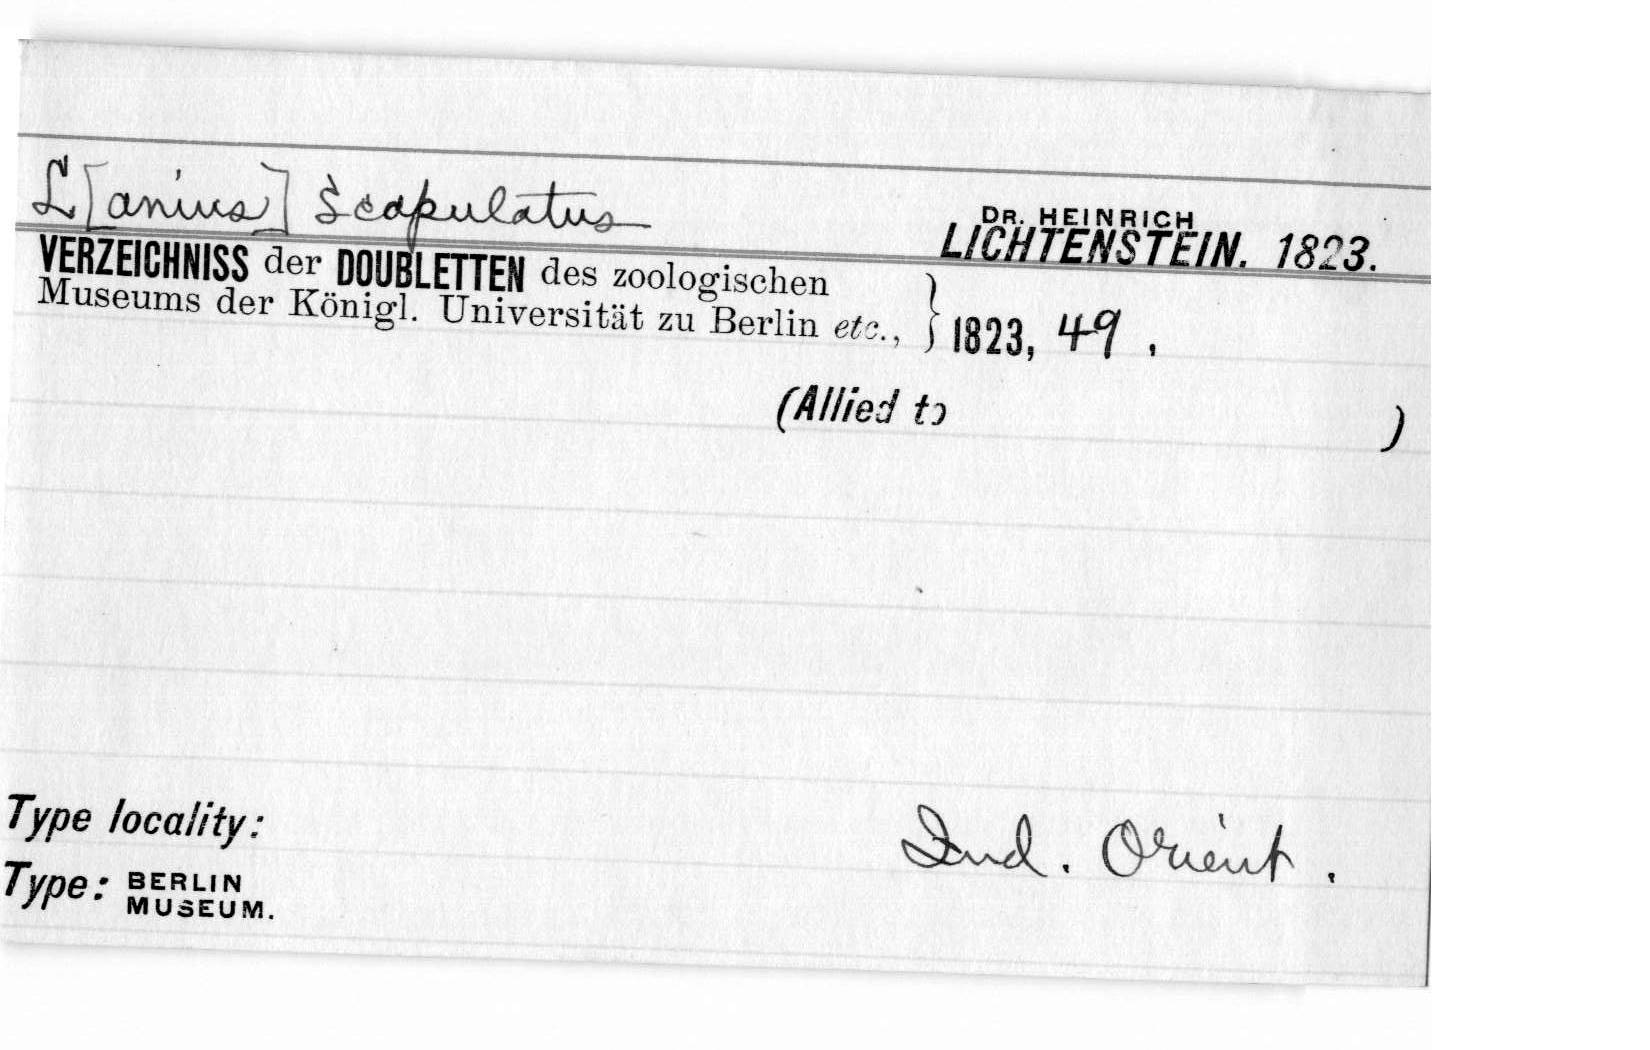 L[anius] Scapulatus
DR. HEINRICH
LICHTENSTEIN. 1823.
VERZEICHNISS der DOUBLETTEN des zoologischen
Museums der Königl. Universität zu Berlin etc., } 1823, 49.
(Allied to )
Type locality: Ind. Orient.
Type: BERLIN
MUSEUM.